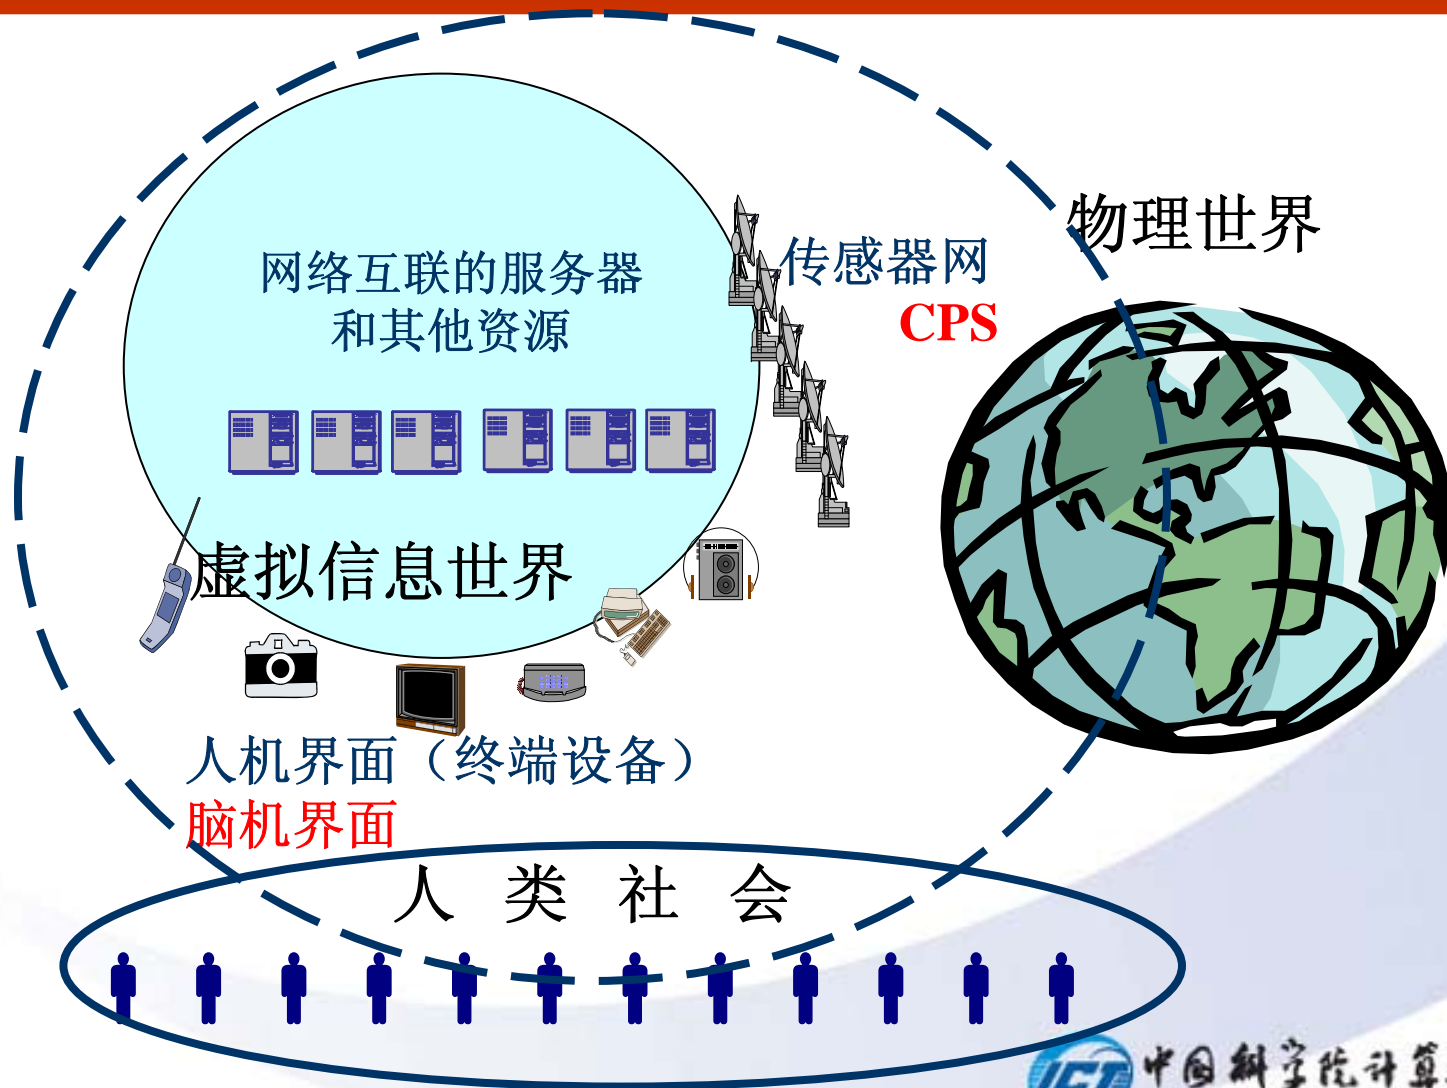 物理世界
传感器网
CPS
网络互联的服务器
和其他资源
虚拟信息世界
人机界面（终端设备）
脑机界面
人 类 社 会
ICT 中国科学院计算